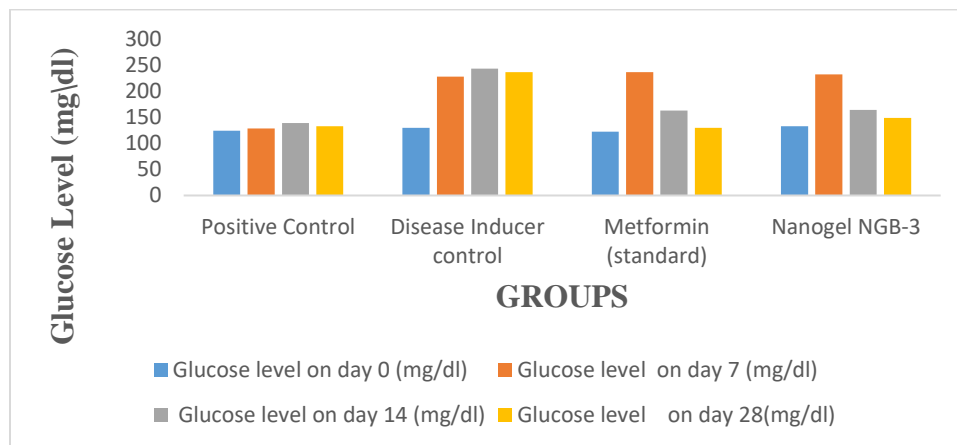 Glucose Level (mg\dl)
300
250
200
150
100
50
0
Positive Control
Disease Inducer
control
Metformin
(standard)
Nanogel NGB-3
GROUPS
Glucose level on day 0 (mg/dl)
Glucose level on day 7 (mg/dl)
Glucose level on day 14 (mg/dl)
Glucose level on day 28(mg/dl)